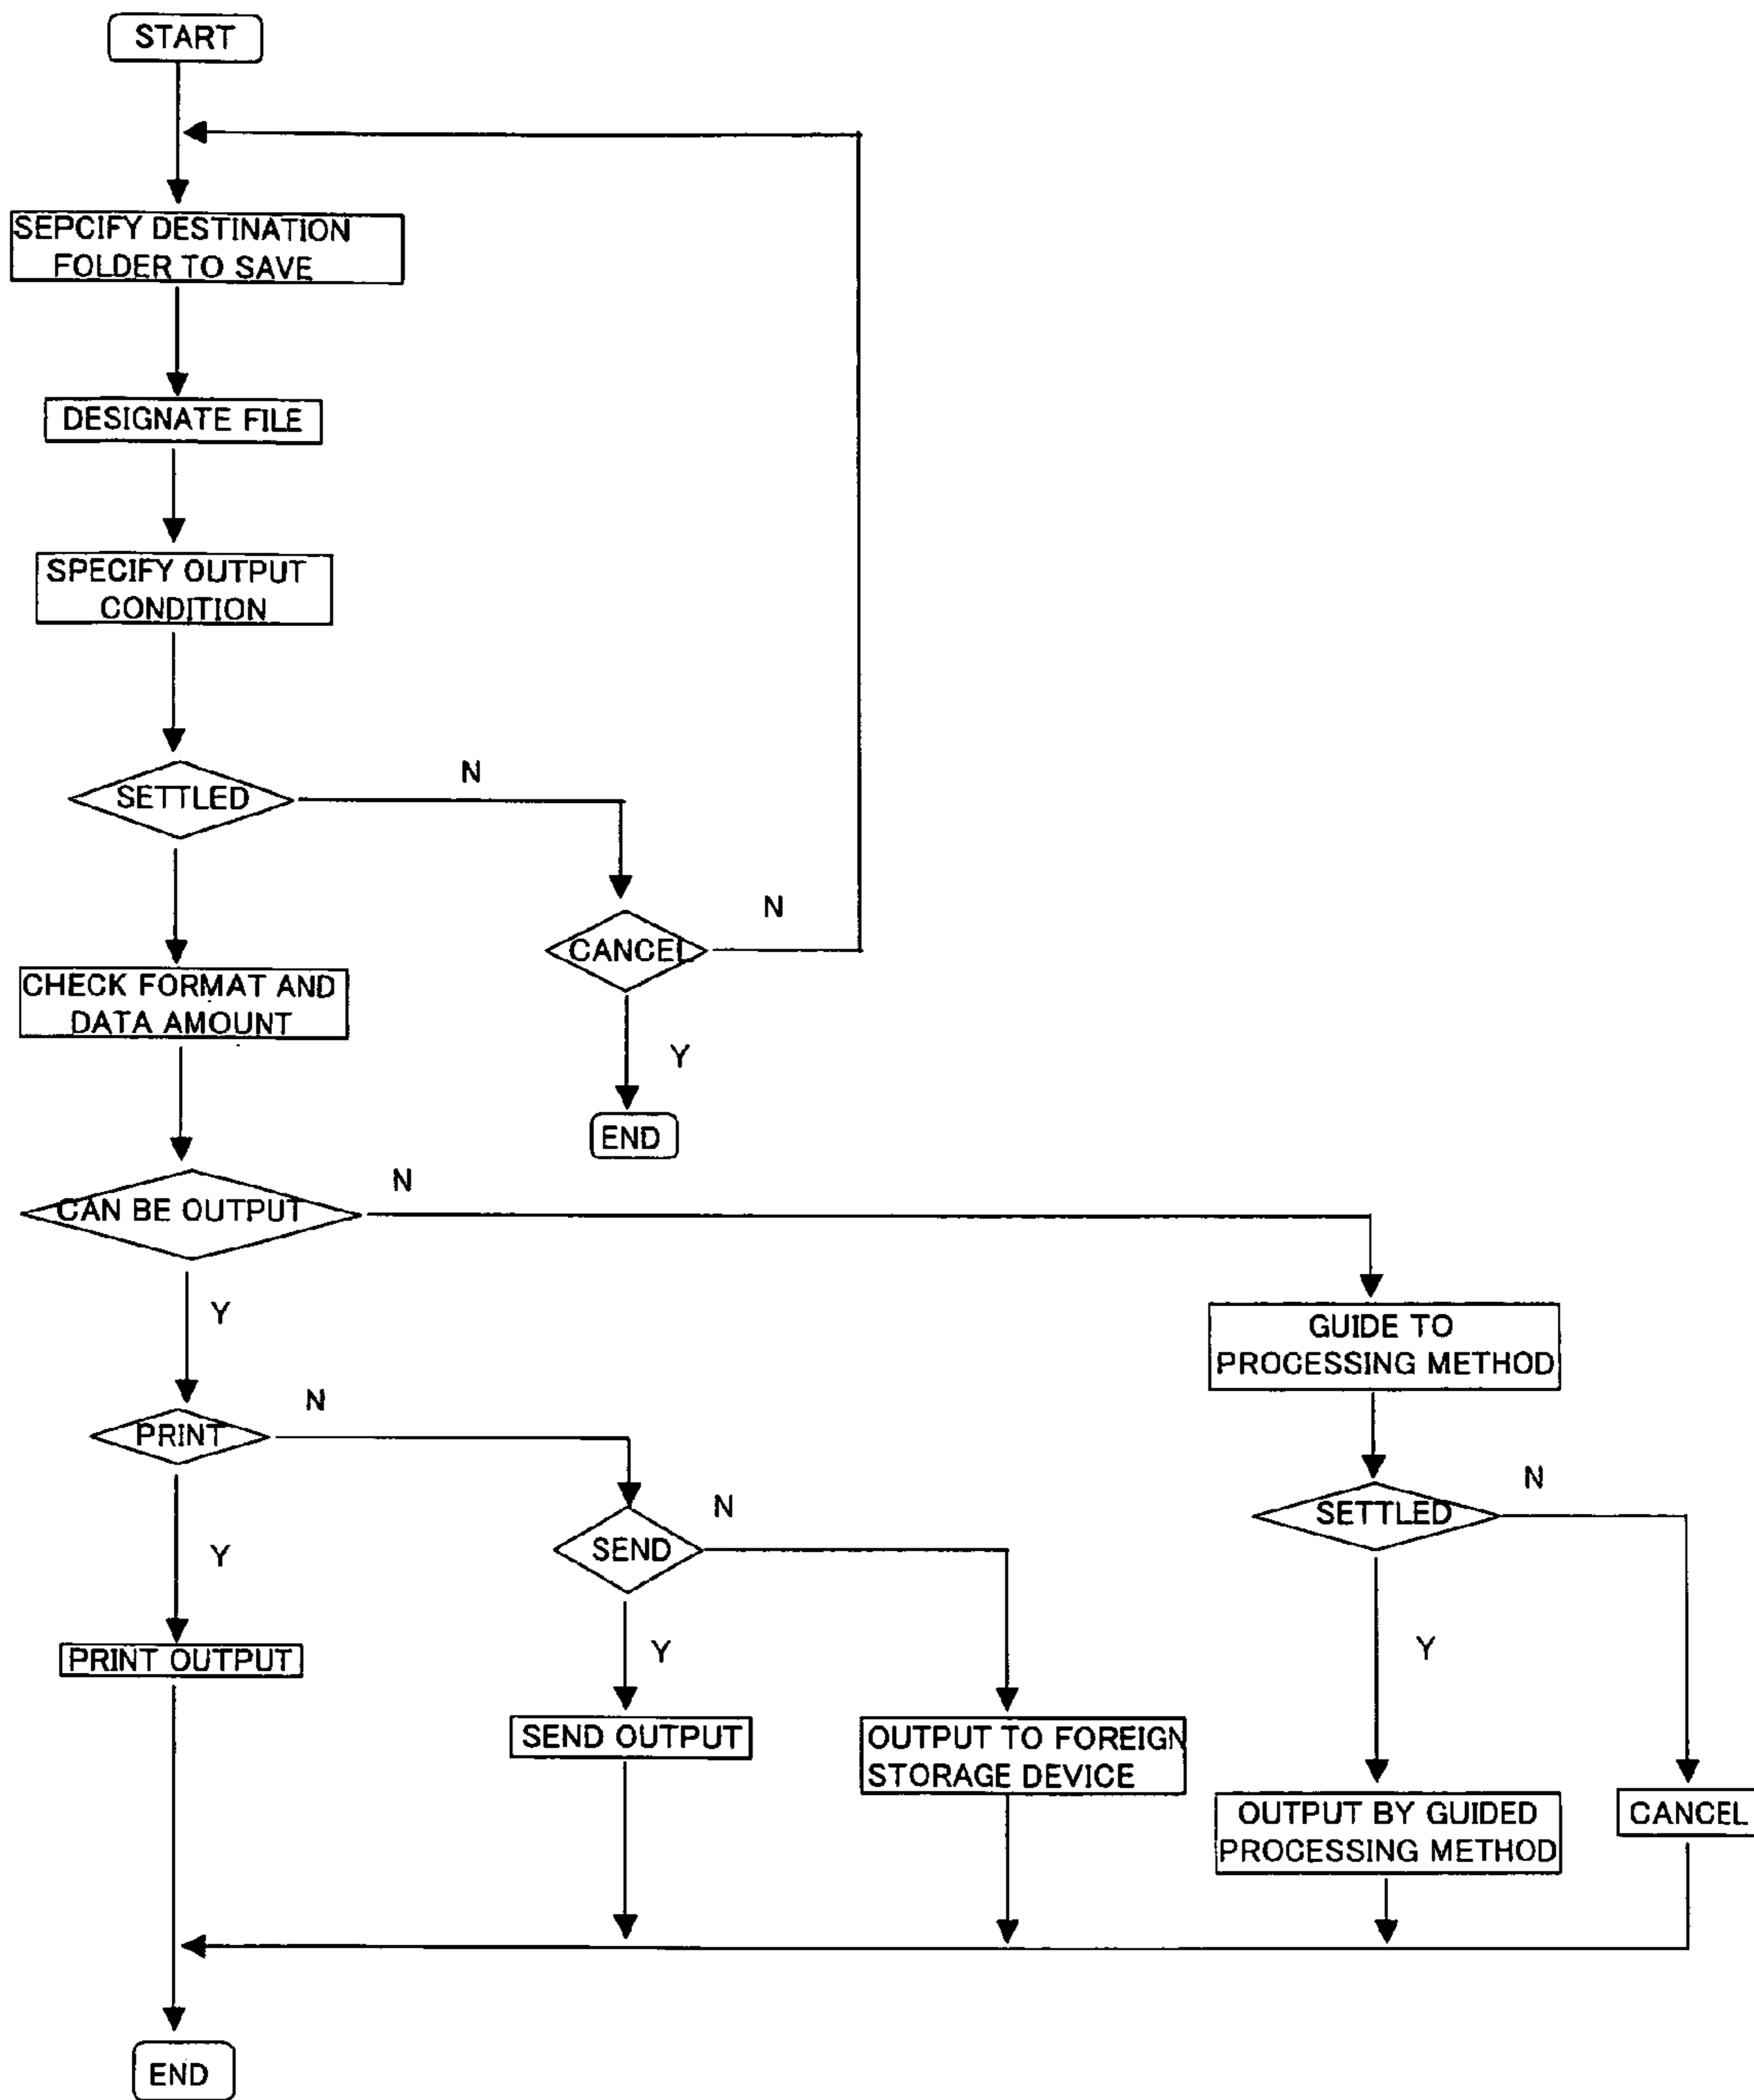 START
SEPCIFY DESTINATION
FOLDER TO SAVE
DESIGNATE FILE
SPECIFY OUTPUT
CONDITION
SETTLED
N
CANCEL
N
CHECK FORMAT AND
DATA AMOUNT
Y
END
CAN BE OUTPUT
N
Y
GUIDE TO
PROCESSING METHOD
PRINT
N
SETTLED
N
SEND
N
Y
Y
Y
PRINT OUTPUT
SEND OUTPUT
OUTPUT TO FOREIGN
STORAGE DEVICE
OUTPUT BY GUIDED
PROCESSING METHOD
CANCEL
END